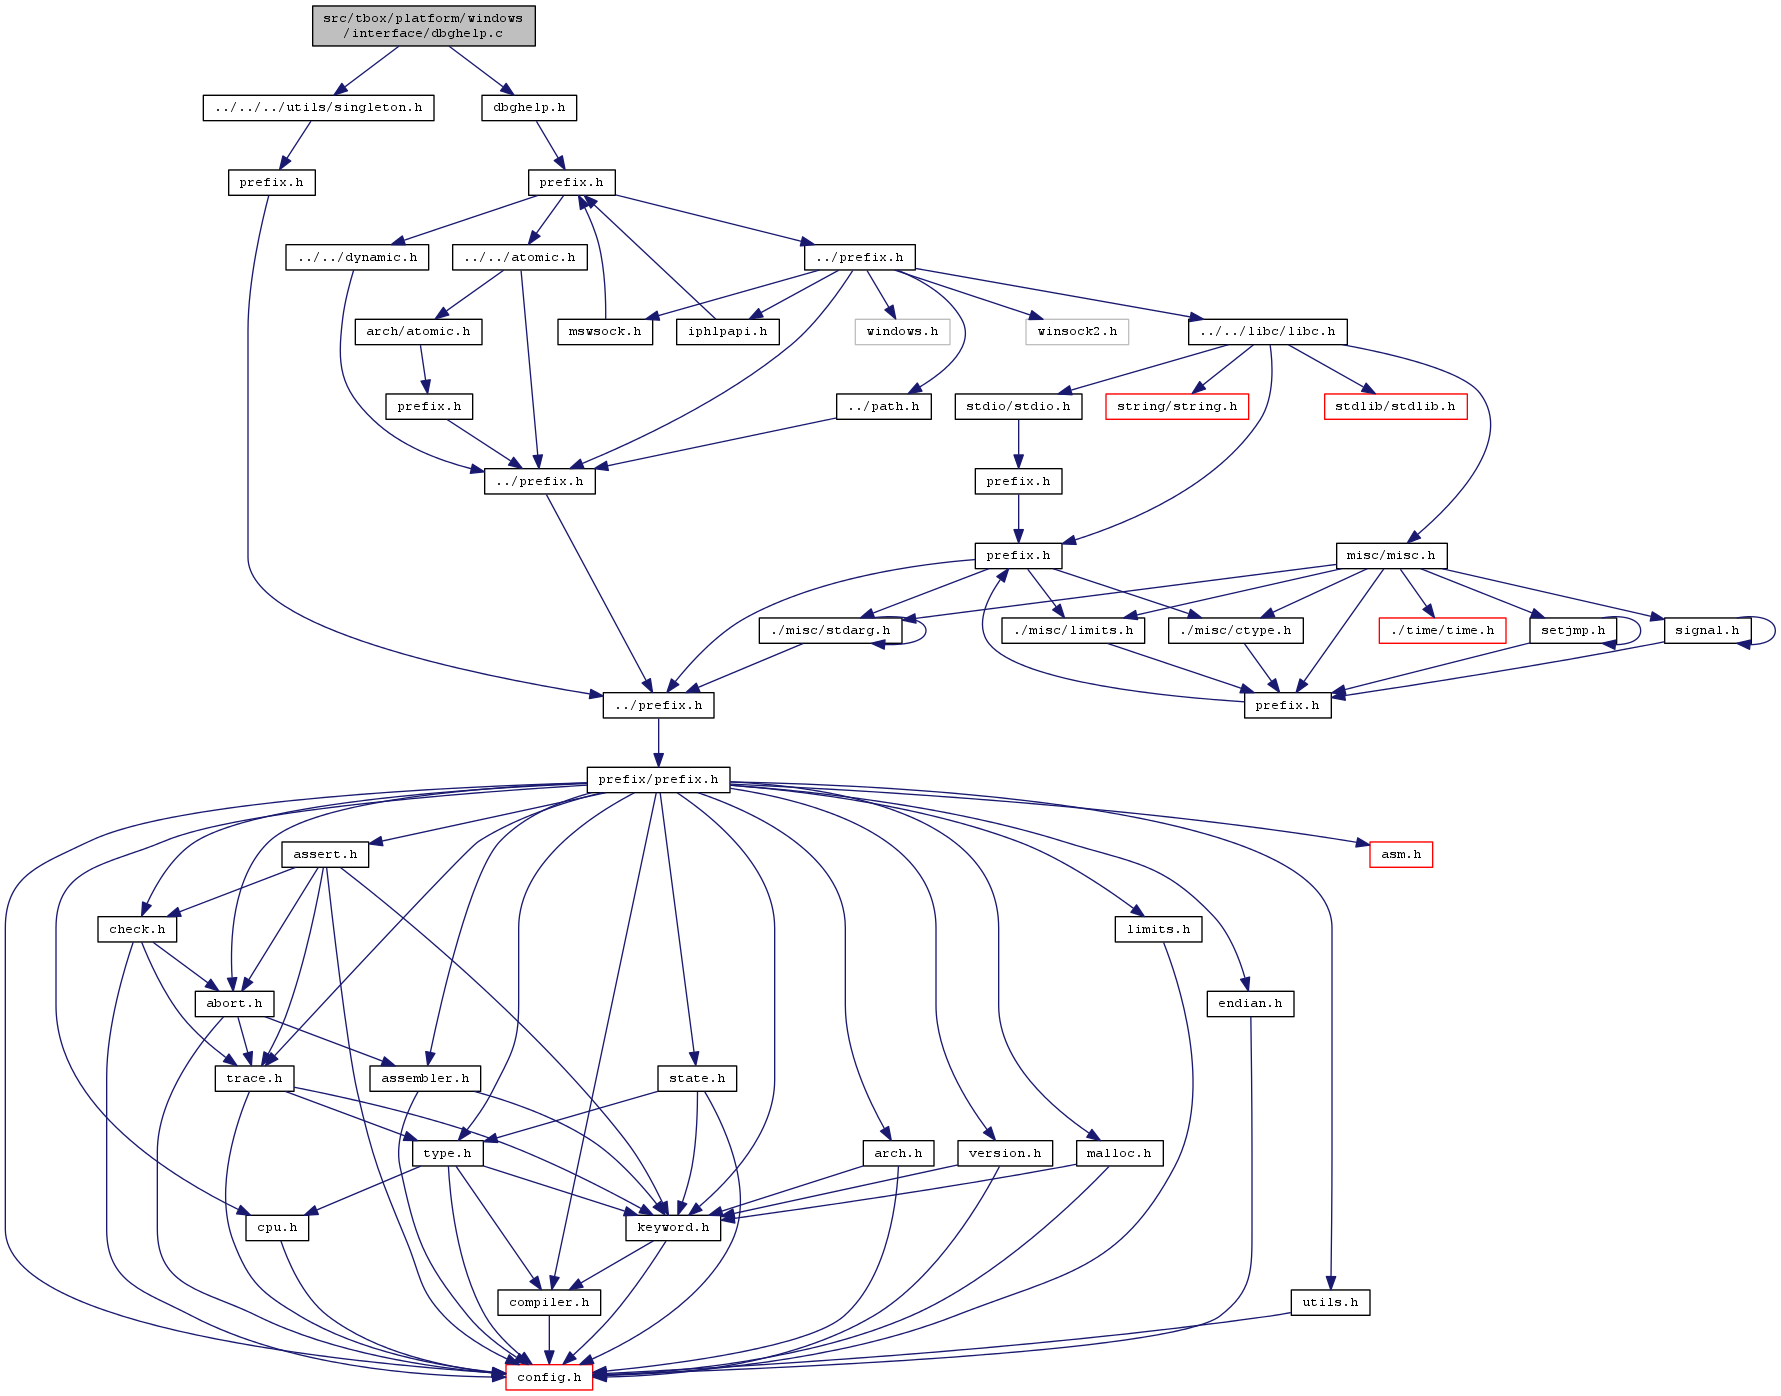 src/tbox/platform/windows
/interface/dbghelp.c
../../../utils/singleton.h
dbghelp.h
prefix.h
prefix.h
../../dynamic.h
../../atomic.h
../prefix.h
arch/atomic.h
mswsock.h
iphlpapi.h
windows.h
winsock2.h
../../libc/libc.h
prefix.h
../path.h
stdio/stdio.h
string/string.h
stdlib/stdlib.h
../prefix.h
prefix.h
prefix.h
misc/misc.h
./misc/stdarg.h
./misc/limits.h
./misc/ctype.h
./time/time.h
setjmp.h
signal.h
../prefix.h
prefix.h
prefix/prefix.h
assert.h
asm.h
check.h
limits.h
abort.h
endian.h
trace.h
assembler.h
state.h
type.h
arch.h
version.h
malloc.h
cpu.h
keyword.h
compiler.h
utils.h
config.h